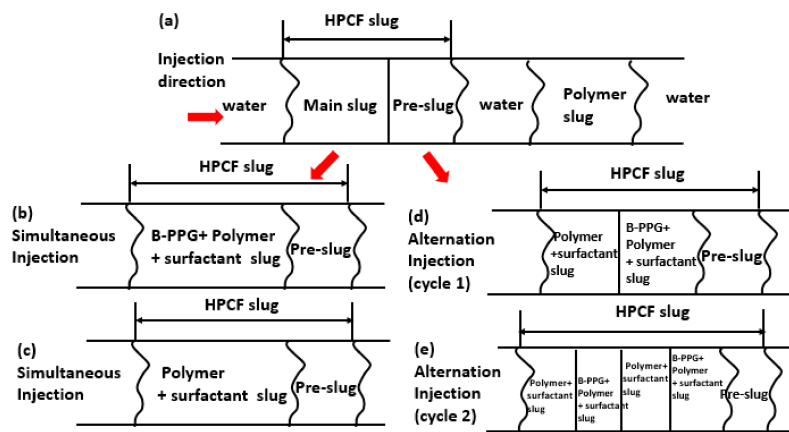 (a)
HPCF slug
Injection
direction
water
Main slug
Pre-slug
water
Polymer
slug
water
HPCF slug
(b)
Simultaneous
Injection
B-PPG+ Polymer
+ surfactant slug
Pre-slug
HPCF slug
(c)
Simultaneous
Injection
Polymer
+ surfactant slug
Pre-slug
HPCF slug
(d)
Alternation
Injection
(cycle 1)
Polymer
+surfactant
slug
B-PPG+
Polymer
+ surfactant
slug
Pre-slug
HPCF slug
(e)
Alternation
Injection
(cycle 2)
Polymer+
surfactant
slug
B-PPG+
Polymer
+ surfactant
slug
Polymer+
surfactant
slug
B-PPG+
Polymer
+ surfactant
slug
Pre-slug